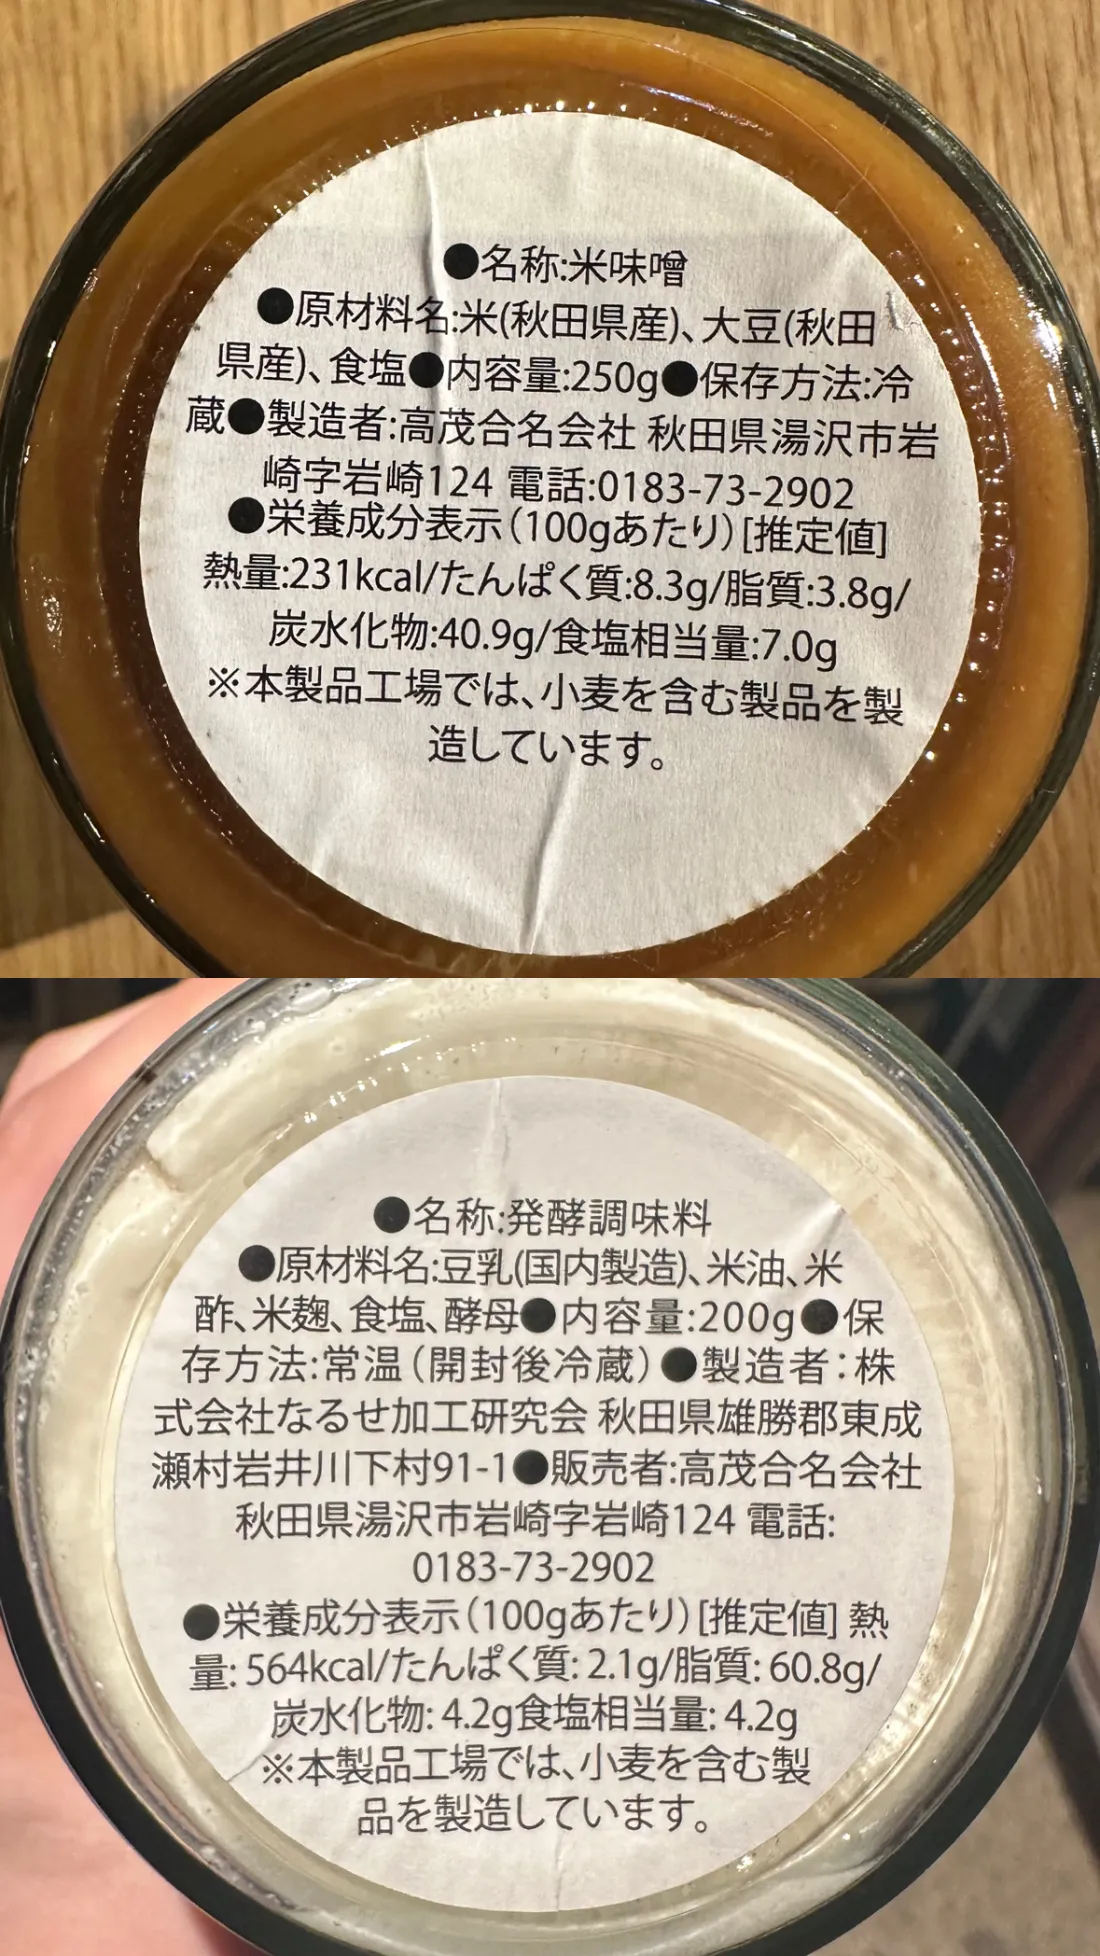 ●名称:米味噌
●原材料名:米(秋田県産)、大豆(秋田
県産)、食塩●内容量:250g●保存方法:冷
蔵●製造者:高茂合名会社 秋田県湯沢市岩
崎字岩崎124 電話:0183-73-2902
●栄養成分表示(100gあたり)[推定値]
熱量:231kcal/たんぱく質:8.3g/脂質:3.8g/
炭水化物:40.9g/食塩相当量:7.0g
※本製品工場では、小麦を含む製品を製
造しています。
●名称:発酵調味料
●原材料名:豆乳(国内製造)、米油、米
酢、米麹、食塩、酵母●内容量:200g●保
存方法:常温(開封後冷蔵)●製造者:株
式会社なるせ加工研究会 秋田県雄勝郡東成
瀬村岩井川下村91-1●販売者:高茂合名会社
秋田県湯沢市岩崎字岩崎124 電話:
0183-73-2902
●栄養成分表示(100gあたり)[推定値] 熱
量: 564kcal/たんぱく質: 2.1g/脂質: 60.8g/
炭水化物: 4.2g食塩相当量: 4.2g
※本製品工場では、小麦を含む製
品を製造しています。